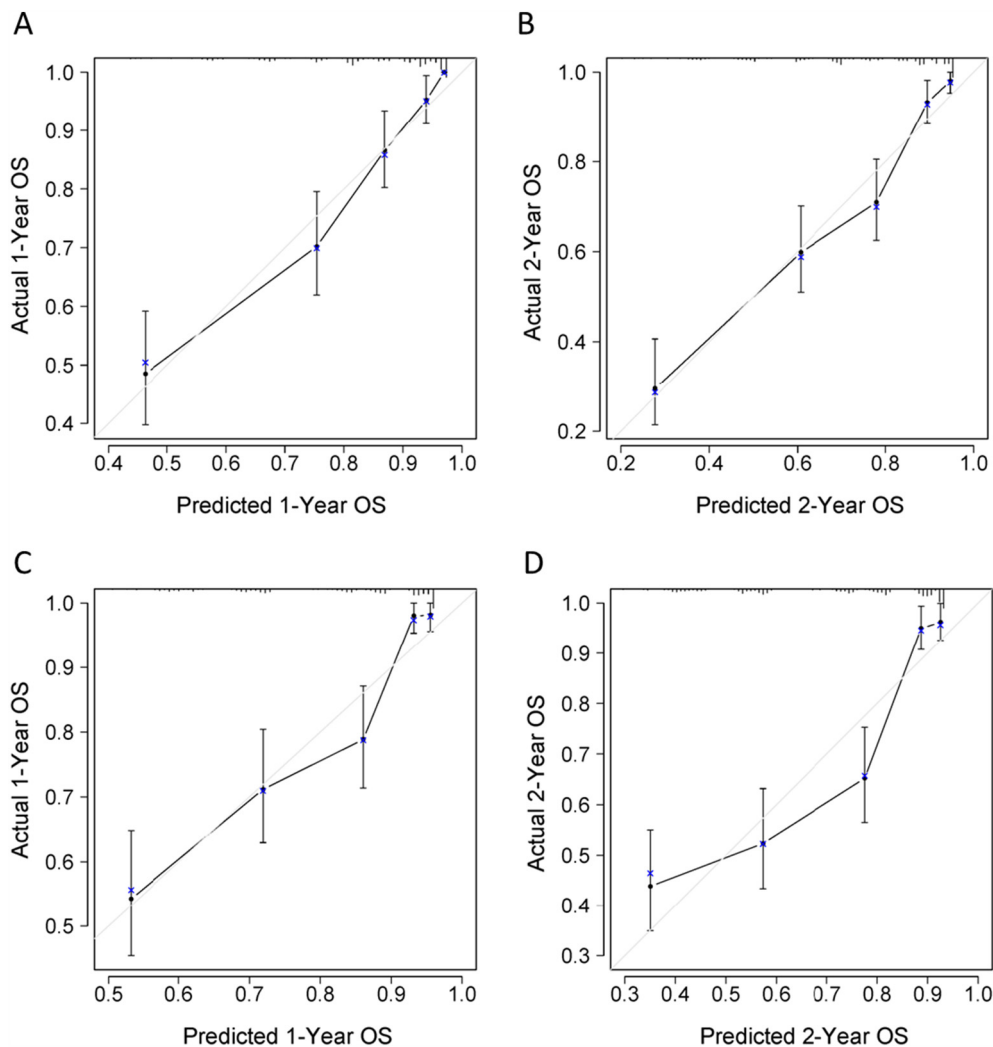 A
B
1.0
0.9
0.8
0.7
0.6
0.5
0.4
Actual 1-Year OS
0.4 0.5 0.6 0.7 0.8 0.9 1.0
Predicted 1-Year OS
1.0
0.8
0.6
0.4
0.2
Actual 2-Year OS
0.2 0.4 0.6 0.8 1.0
Predicted 2-Year OS
C
D
1.0
0.9
0.8
0.7
0.6
0.5
Actual 1-Year OS
0.5 0.6 0.7 0.8 0.9 1.0
Predicted 1-Year OS
1.0
0.9
0.8
0.7
0.6
0.5
0.4
0.3
Actual 2-Year OS
0.3 0.4 0.5 0.6 0.7 0.8 0.9 1.0
Predicted 2-Year OS